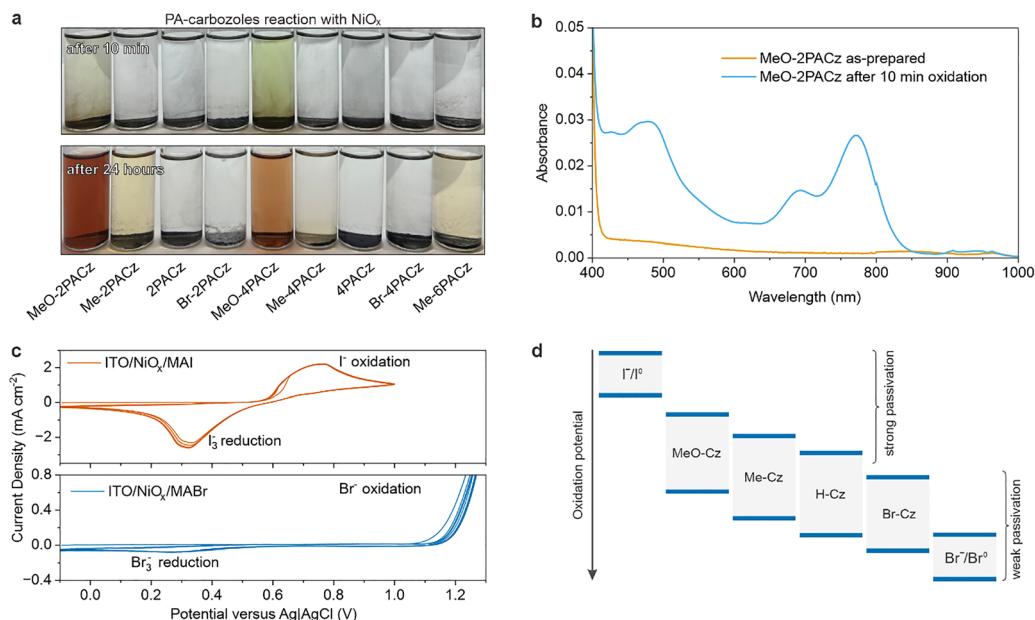 a
PA-carbozoles reaction with NiOₓ
after 10 min
after 24 hours
MeO-2PACz
Me-2PACz
2PACz
Br-2PACz
MeO-4PACz
Me-4PACz
4PACz
Br-4PACz
Me-6PACz
b
0.05
0.04
0.03
0.02
0.01
0.00
Absorbance
MeO-2PACz as-prepared
MeO-2PACz after 10 min oxidation
400 500 600 700 800 900 1000
Wavelength (nm)
c
ITO/NiOₓ/MAI
I⁻ oxidation
I₃⁻ reduction
2
0
−2
Current Density (mA cm⁻²)
ITO/NiOₓ/MABr
Br⁻ oxidation
Br₃⁻ reduction
0.8
0.4
0.0
−0.4
0.0 0.2 0.4 0.6 0.8 1.0 1.2
Potential versus Ag|AgCl (V)
d
Oxidation potential
I⁻/I⁰
MeO-Cz
Me-Cz
H-Cz
Br-Cz
Br⁻/Br⁰
strong passivation
weak passivation